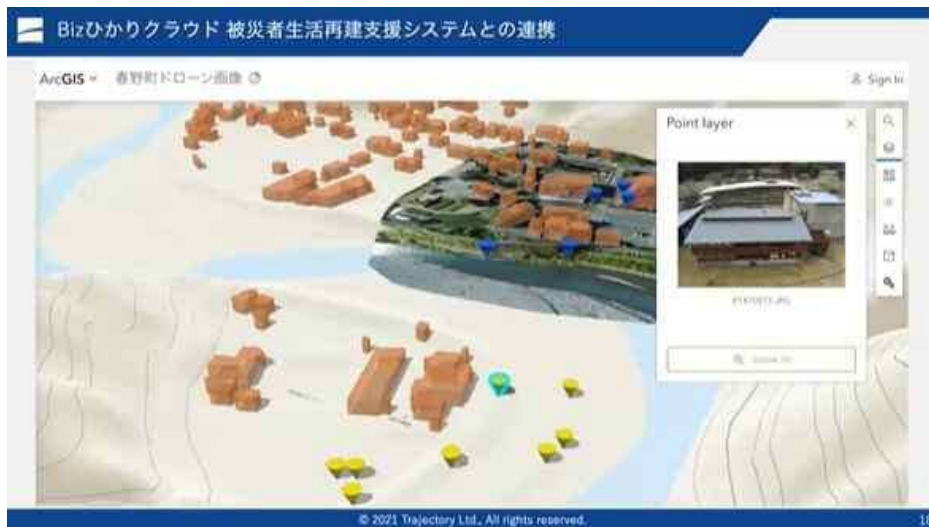 Bizひかりクラウド 被災者生活再建支援システムとの連携
ArcGIS
春野町ドローン画像
Sign In
Point layer
© 2021 Trajectory Ltd., All rights reserved.
18